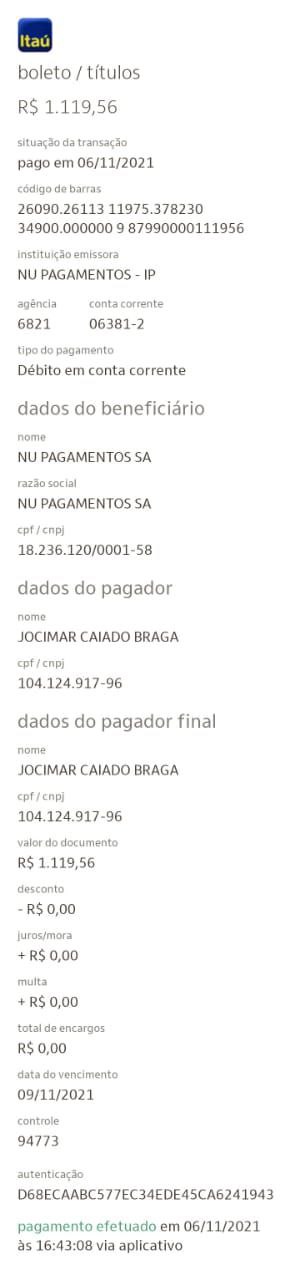 Itaú
boleto / títulos
R$ 1.119,56
situação da transação
pago em 06/11/2021
código de barras
26090.26113 11975.378230
34900.000000 9 87990000111956
instituição emissora
NU PAGAMENTOS - IP
agência conta corrente
6821 06381-2
tipo do pagamento
Débito em conta corrente
dados do beneficiário
nome
NU PAGAMENTOS SA
razão social
NU PAGAMENTOS SA
cpf / cnpj
18.236.120/0001-58
dados do pagador
nome
JOCIMAR CAIADO BRAGA
cpf / cnpj
104.124.917-96
dados do pagador final
nome
JOCIMAR CAIADO BRAGA
cpf / cnpj
104.124.917-96
valor do documento
R$ 1.119,56
desconto
- R$ 0,00
juros/mora
+ R$ 0,00
multa
+ R$ 0,00
total de encargos
R$ 0,00
data do vencimento
09/11/2021
controle
94773
autenticação
D68ECAABC577EC34EDE45CA6241943
pagamento efetuado em 06/11/2021
às 16:43:08 via aplicativo